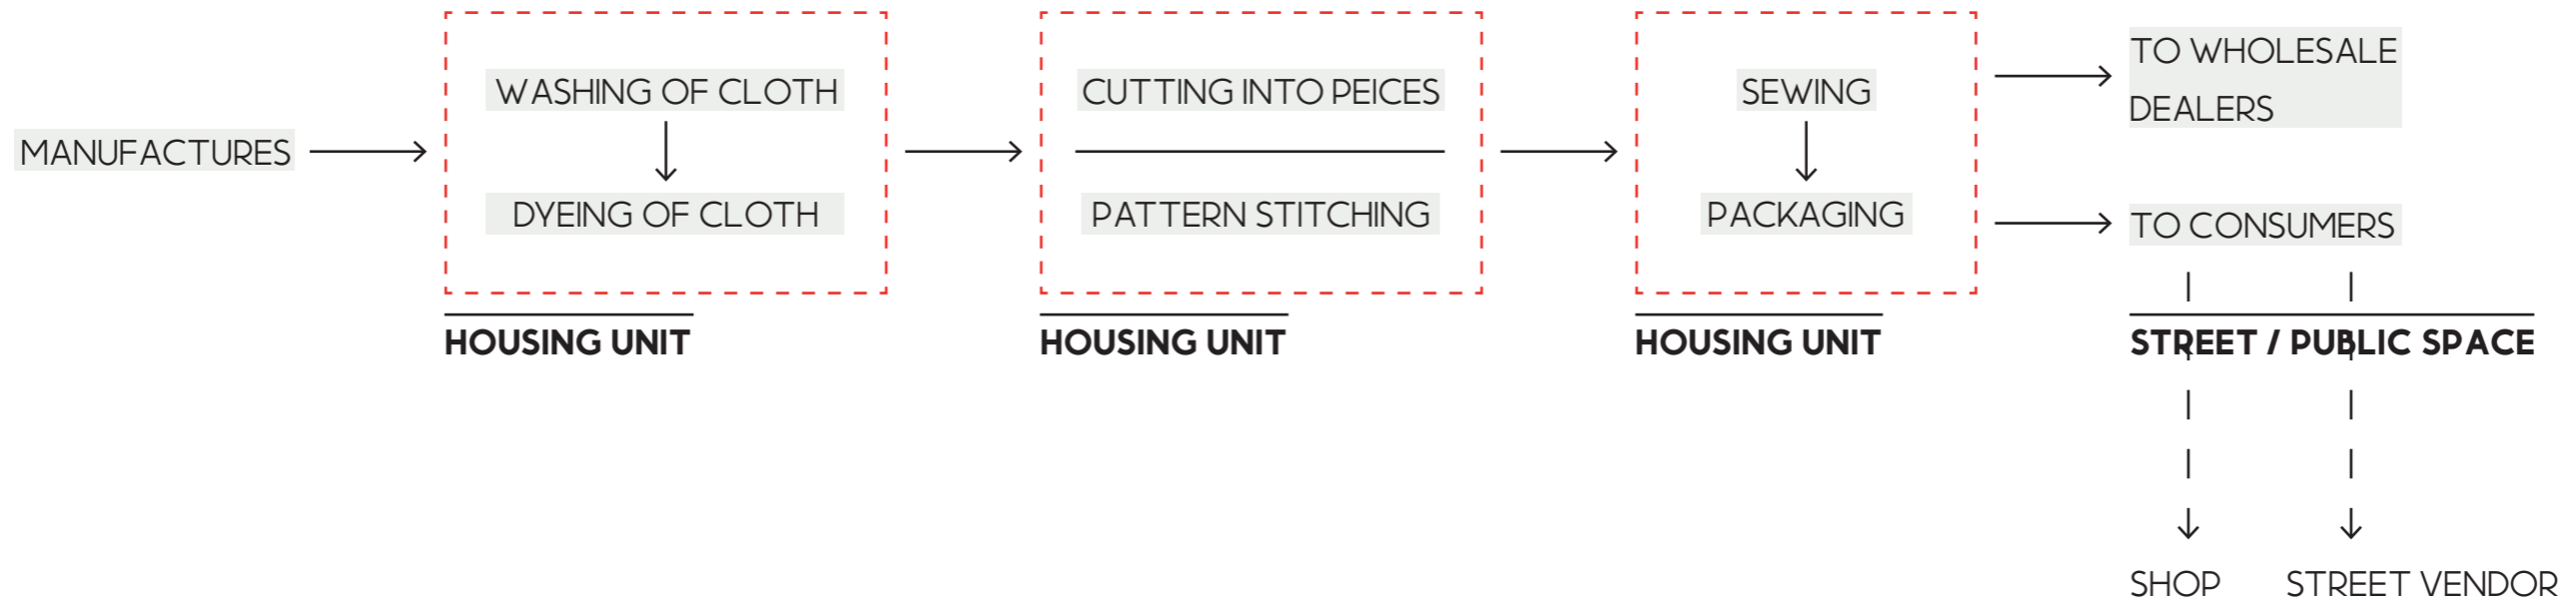 MANUFACTURES
WASHING OF CLOTH
DYEING OF CLOTH
HOUSING UNIT
CUTTING INTO PEICES
PATTERN STITCHING
HOUSING UNIT
SEWING
PACKAGING
HOUSING UNIT
TO WHOLESALE
DEALERS
TO CONSUMERS
STREET / PUBLIC SPACE
SHOP
STREET VENDOR